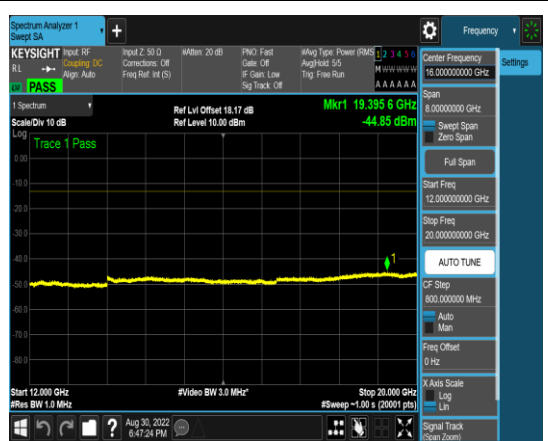 Spectrum Analyzer 1
Swept SA
Frequency
KEYSIGHT
Input: RF
Input Z: 50 Ω
#Atten: 20 dB
PNO: Fast
#Avg Type: Power (RMS)
1 2 3 4 5 6
RL
Coupling: DC
Corrections: Off
Gate: Off
Avg|Hold: 5/5
Align: Auto
Freq Ref: Int (S)
IF Gain: Low
Trig: Free Run
M W W W W W
Sig Track: Off
A A A A A A
PASS
1 Spectrum
Ref Lvl Offset 18.17 dB
Mkr1 19.395 6 GHz
Scale/Div 10 dB
Ref Level 10.00 dBm
-44.85 dBm
Log
Trace 1 Pass
0.00
-10.0
-20.0
-30.0
-40.0
1
-50.0
-60.0
-70.0
-80.0
Start 12.000 GHz
#Video BW 3.0 MHz*
Stop 20.000 GHz
#Res BW 1.0 MHz
#Sweep ~1.00 s (20001 pts)
Aug 30, 2022
6:47:24 PM
Center Frequency
16.000000000 GHz
Settings
Span
8.00000000 GHz
Swept Span
Zero Span
Full Span
Start Freq
12.000000000 GHz
Stop Freq
20.000000000 GHz
AUTO TUNE
CF Step
800.000000 MHz
Auto
Man
Freq Offset
0 Hz
X Axis Scale
Log
Lin
Signal Track
(Span Zoom)